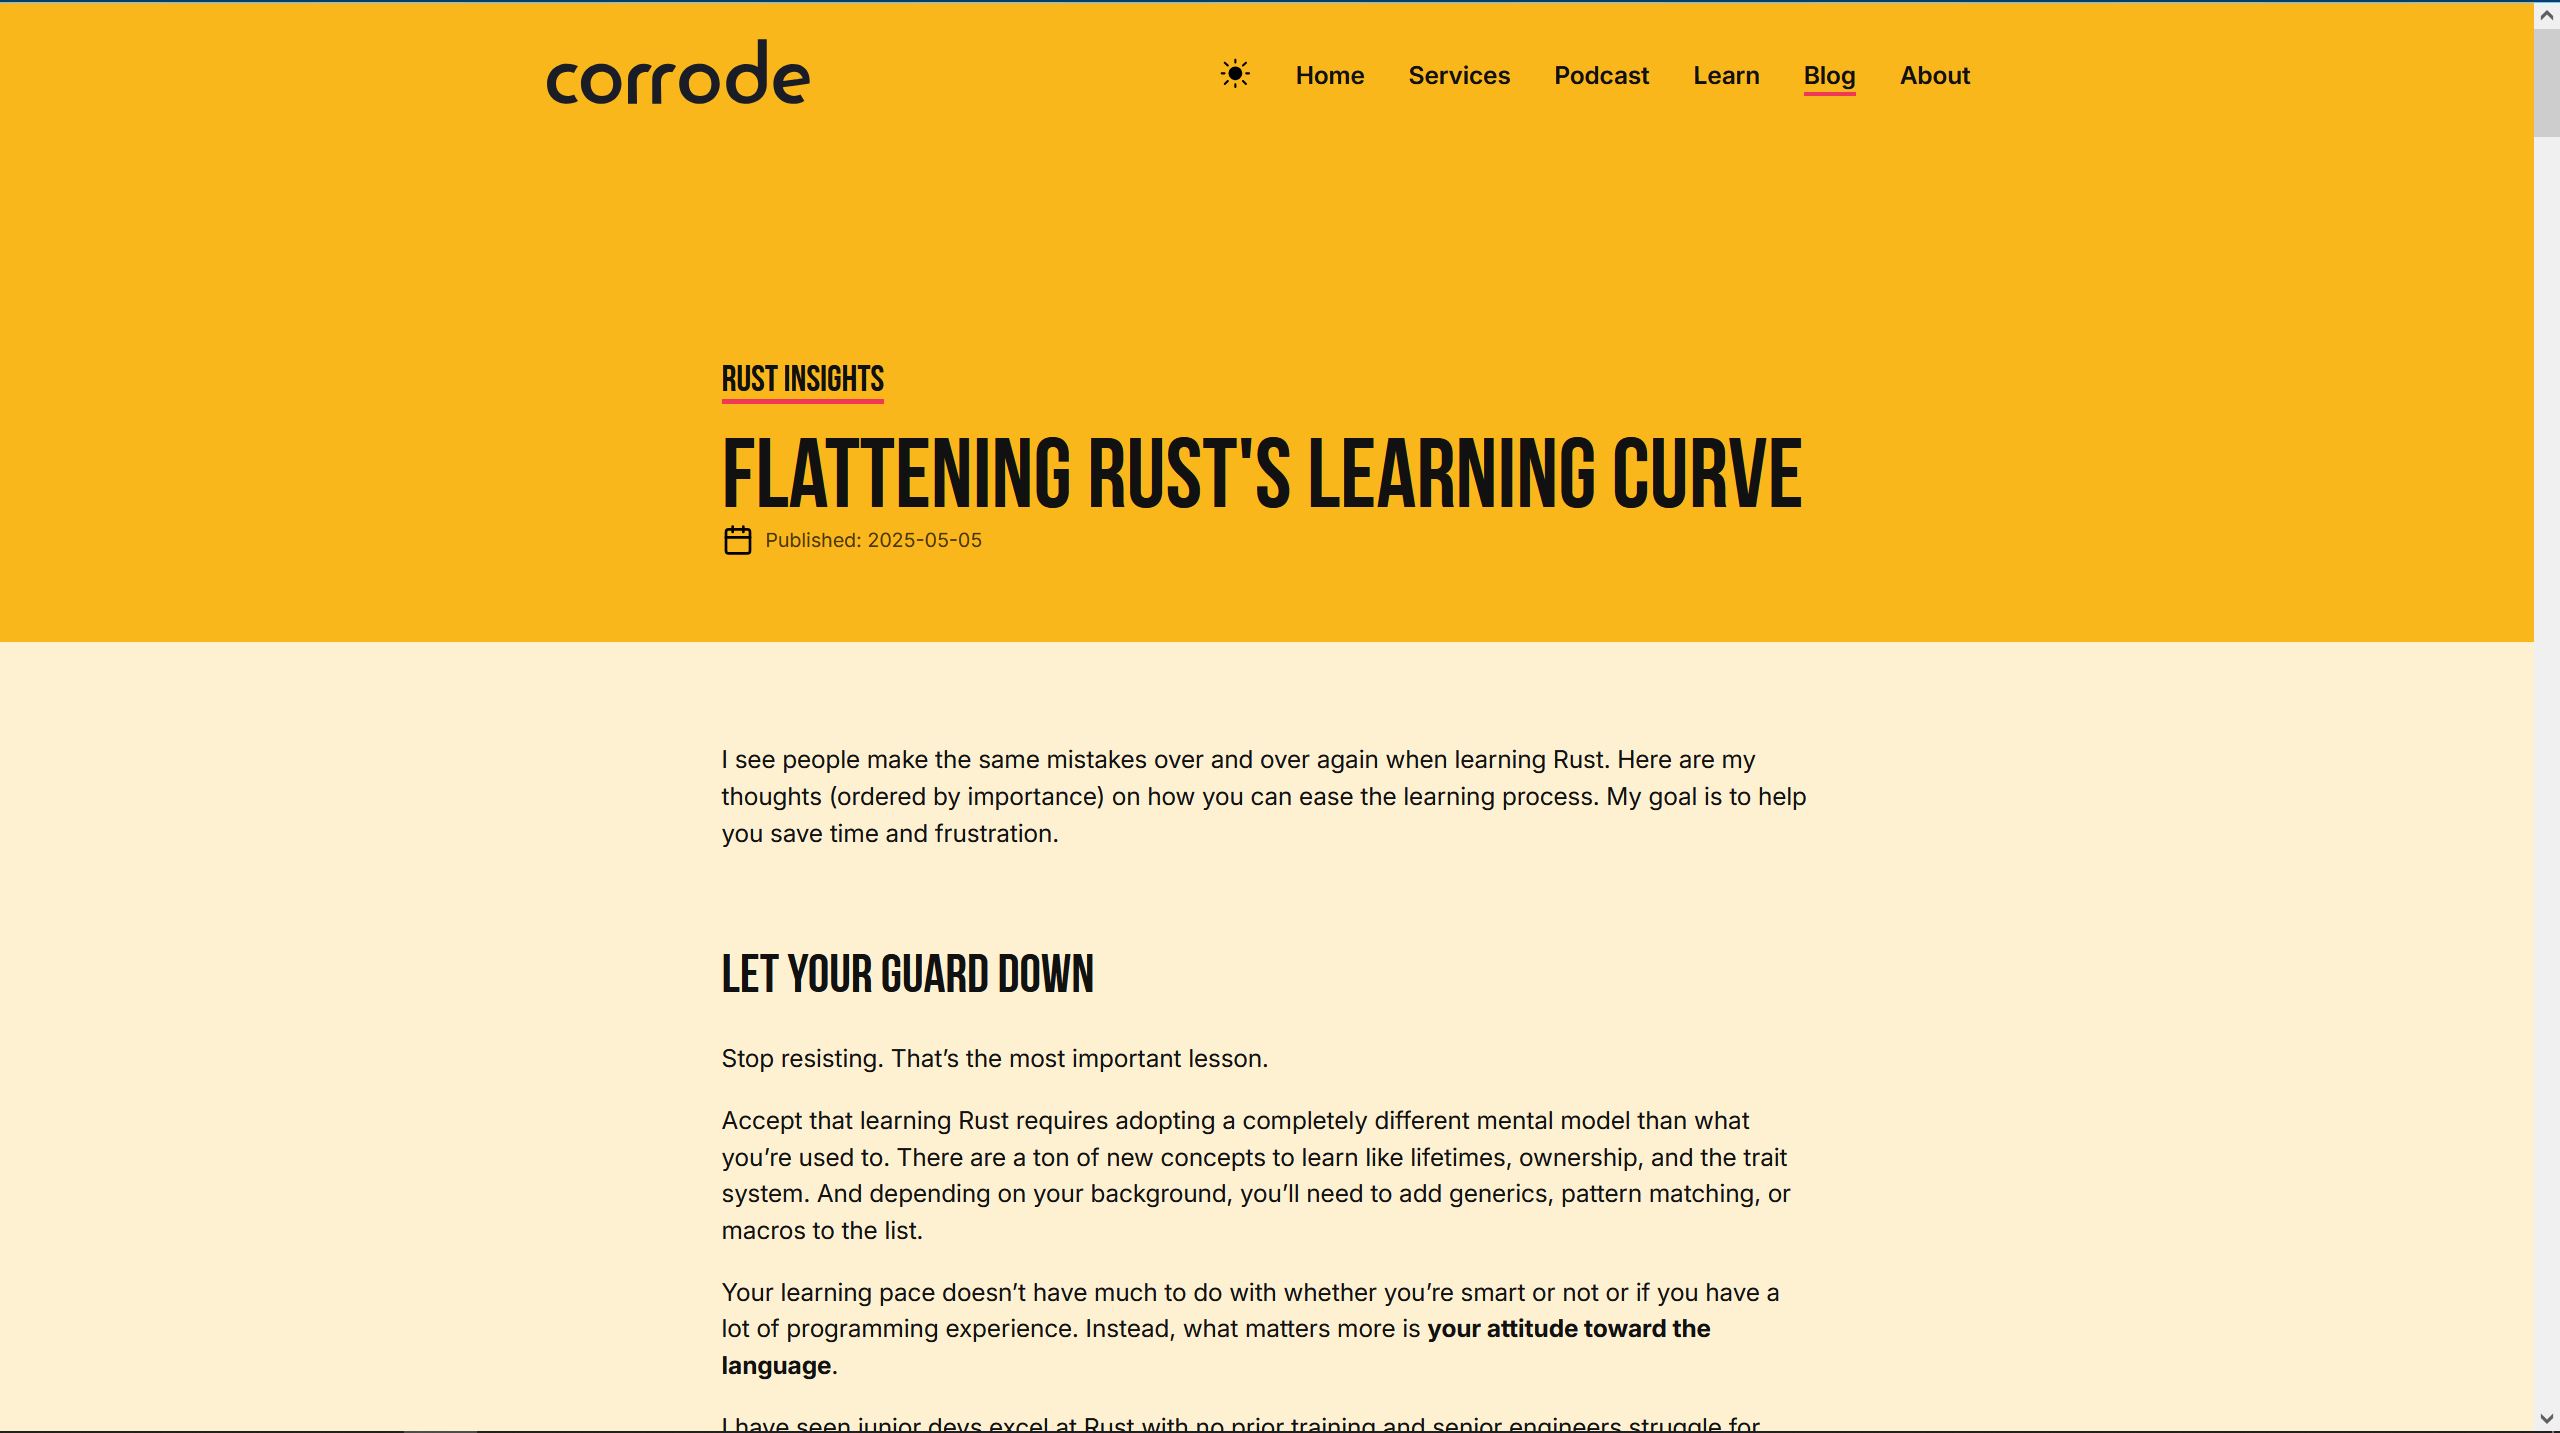 corrode
Home Services Podcast Learn Blog About
RUST INSIGHTS
FLATTENING RUST'S LEARNING CURVE
Published: 2025-05-05
I see people make the same mistakes over and over again when learning Rust. Here are my
thoughts (ordered by importance) on how you can ease the learning process. My goal is to help
you save time and frustration.
LET YOUR GUARD DOWN
Stop resisting. That’s the most important lesson.
Accept that learning Rust requires adopting a completely different mental model than what
you’re used to. There are a ton of new concepts to learn like lifetimes, ownership, and the trait
system. And depending on your background, you’ll need to add generics, pattern matching, or
macros to the list.
Your learning pace doesn’t have much to do with whether you’re smart or not or if you have a
lot of programming experience. Instead, what matters more is your attitude toward the
language.
I have seen junior devs excel at Rust with no prior training and senior engineers struggle for